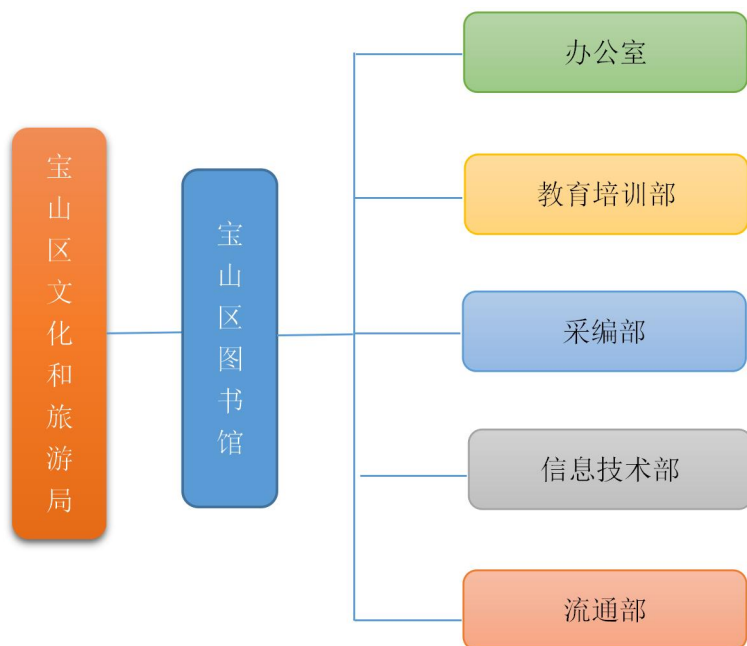 宝山区文化和旅游局
宝山区图书馆
办公室
教育培训部
采编部
信息技术部
流通部